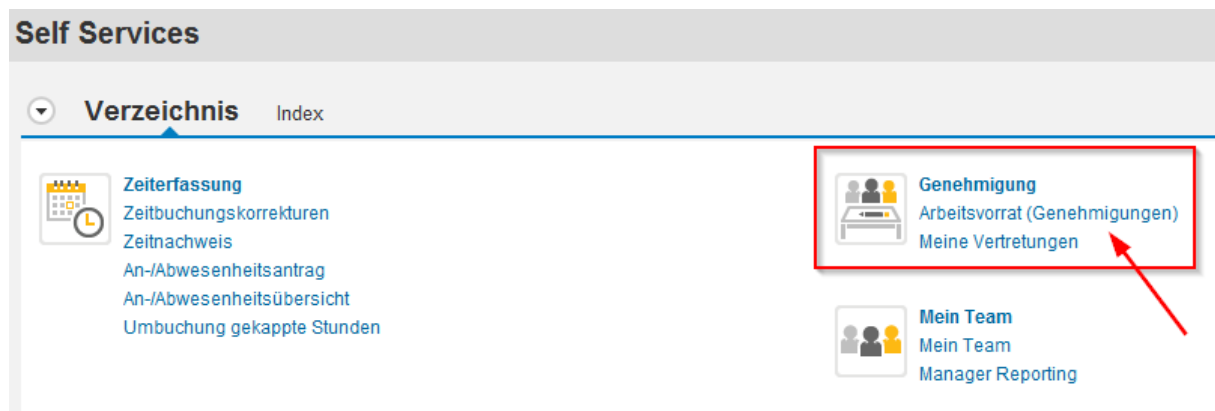 Self Services
Verzeichnis Index
Zeiterfassung
Zeitbuchungskorrekturen
Zeitnachweis
An-/Abwesenheitsantrag
An-/Abwesenheitsübersicht
Umbuchung gekappte Stunden
Genehmigung
Arbeitsvorrat (Genehmigungen)
Meine Vertretungen
Mein Team
Mein Team
Manager Reporting